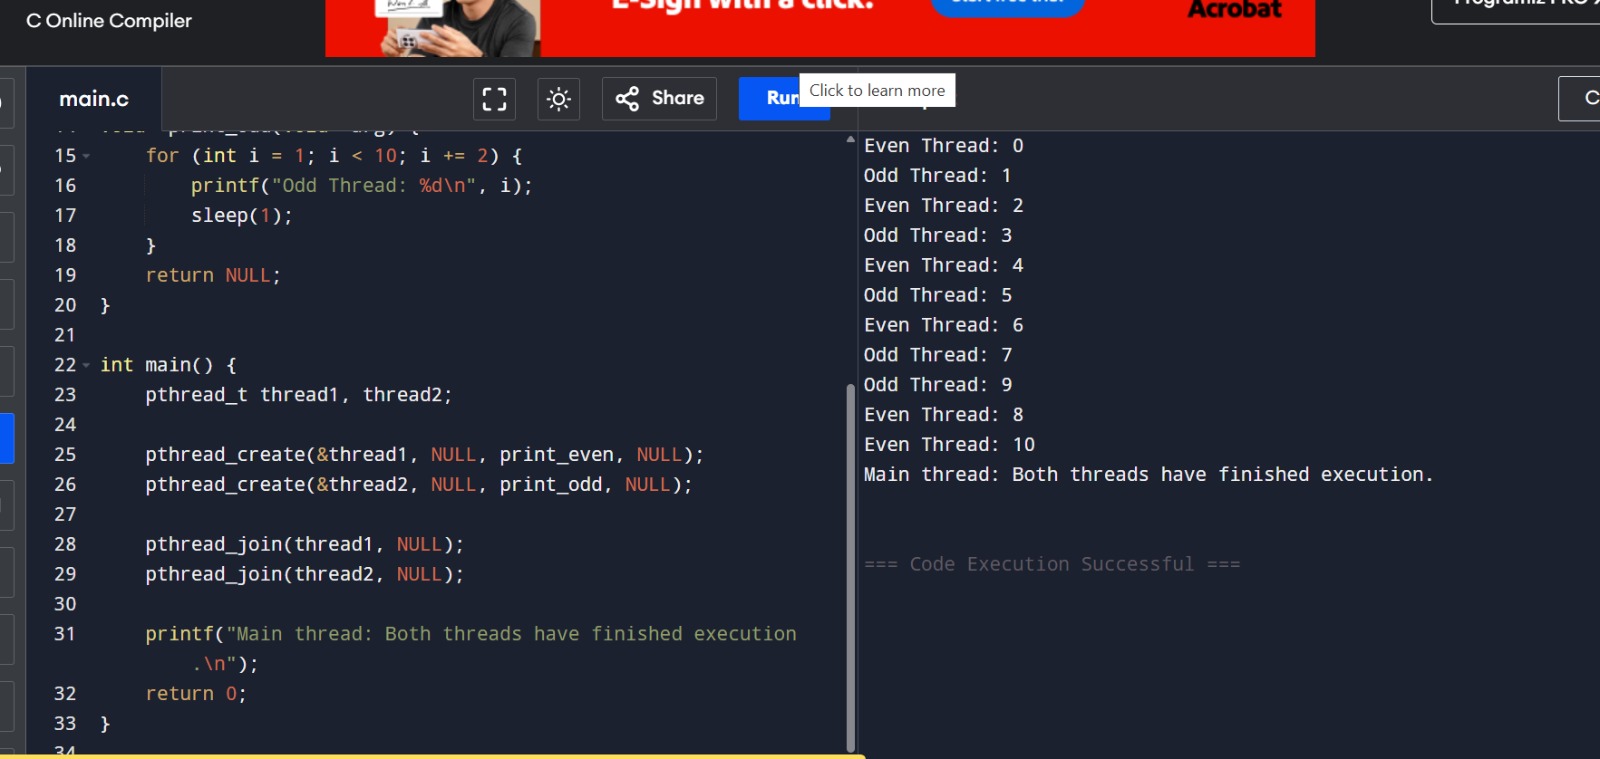 C Online Compiler
E-Sign with a click.
Acrobat
Programiz PRO
main.c
Share
Run
Click to learn more
15 for (int i = 1; i < 10; i += 2) {
16 printf("Odd Thread: %d\n", i);
17 sleep(1);
18 }
19 return NULL;
20 }
21
22 int main() {
23 pthread_t thread1, thread2;
24
25 pthread_create(&thread1, NULL, print_even, NULL);
26 pthread_create(&thread2, NULL, print_odd, NULL);
27
28 pthread_join(thread1, NULL);
29 pthread_join(thread2, NULL);
30
31 printf("Main thread: Both threads have finished execution
.\n");
32 return 0;
33 }
34
Even Thread: 0
Odd Thread: 1
Even Thread: 2
Odd Thread: 3
Even Thread: 4
Odd Thread: 5
Even Thread: 6
Odd Thread: 7
Odd Thread: 9
Even Thread: 8
Even Thread: 10
Main thread: Both threads have finished execution.
=== Code Execution Successful ===